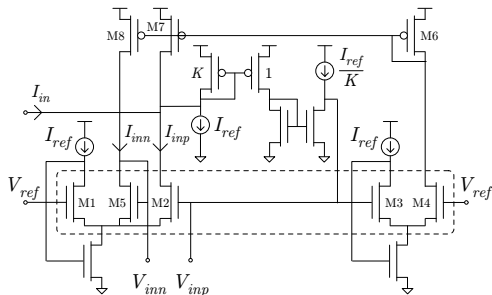 M8
M7
M6
K
1
I_ref/K
I_in
I_ref
I_inn
I_inp
I_ref
I_ref
V_ref
M1
M5
M2
M3
M4
V_ref
V_inn
V_inp